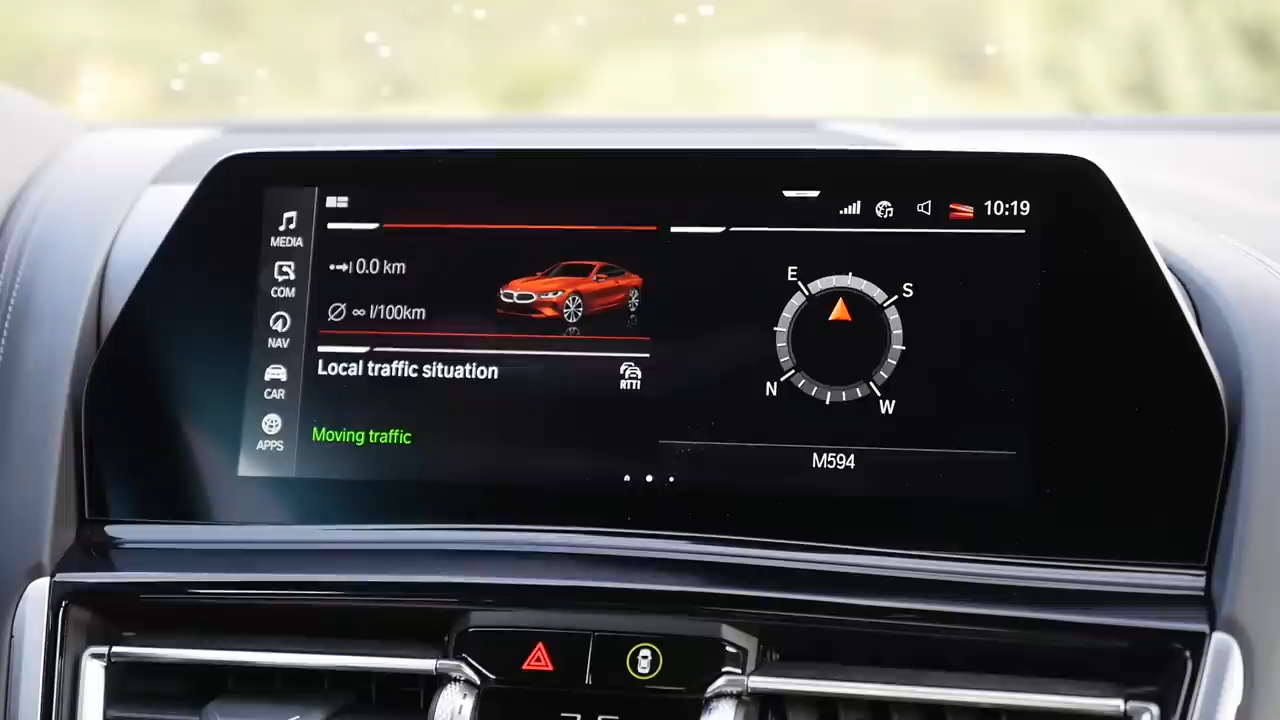 10:19
MEDIA
COM
NAV
CAR
APPS
0.0 km
∞ l/100km
Local traffic situation
RTTI
Moving traffic
E
S
N
W
M594